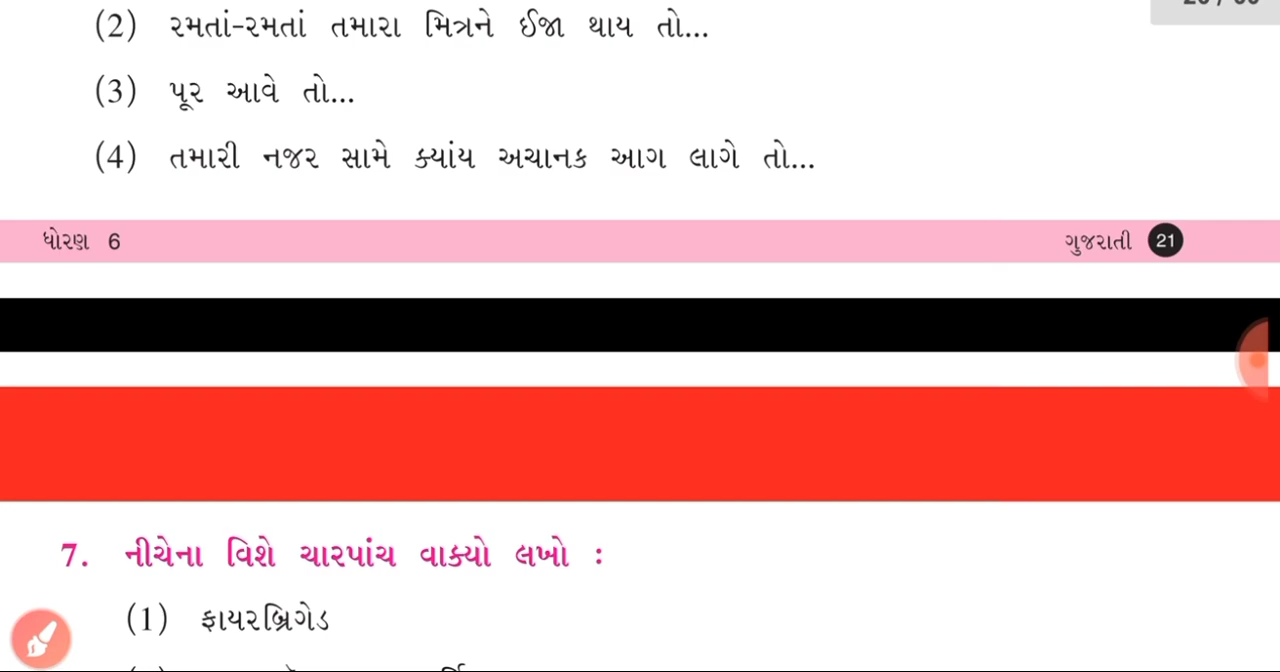 (2) રમતાં-રમતાં તમારા મિત્રને ઈજા થાય તો...
(3) પૂર આવે તો...
(4) તમારી નજર સામે ક્યાંય અચાનક આગ લાગે તો...
ધોરણ 6 ગુજરાતી 21
7. નીચેના વિશે ચારપાંચ વાક્યો લખો :
(1) ફાયરબ્રિગેડ